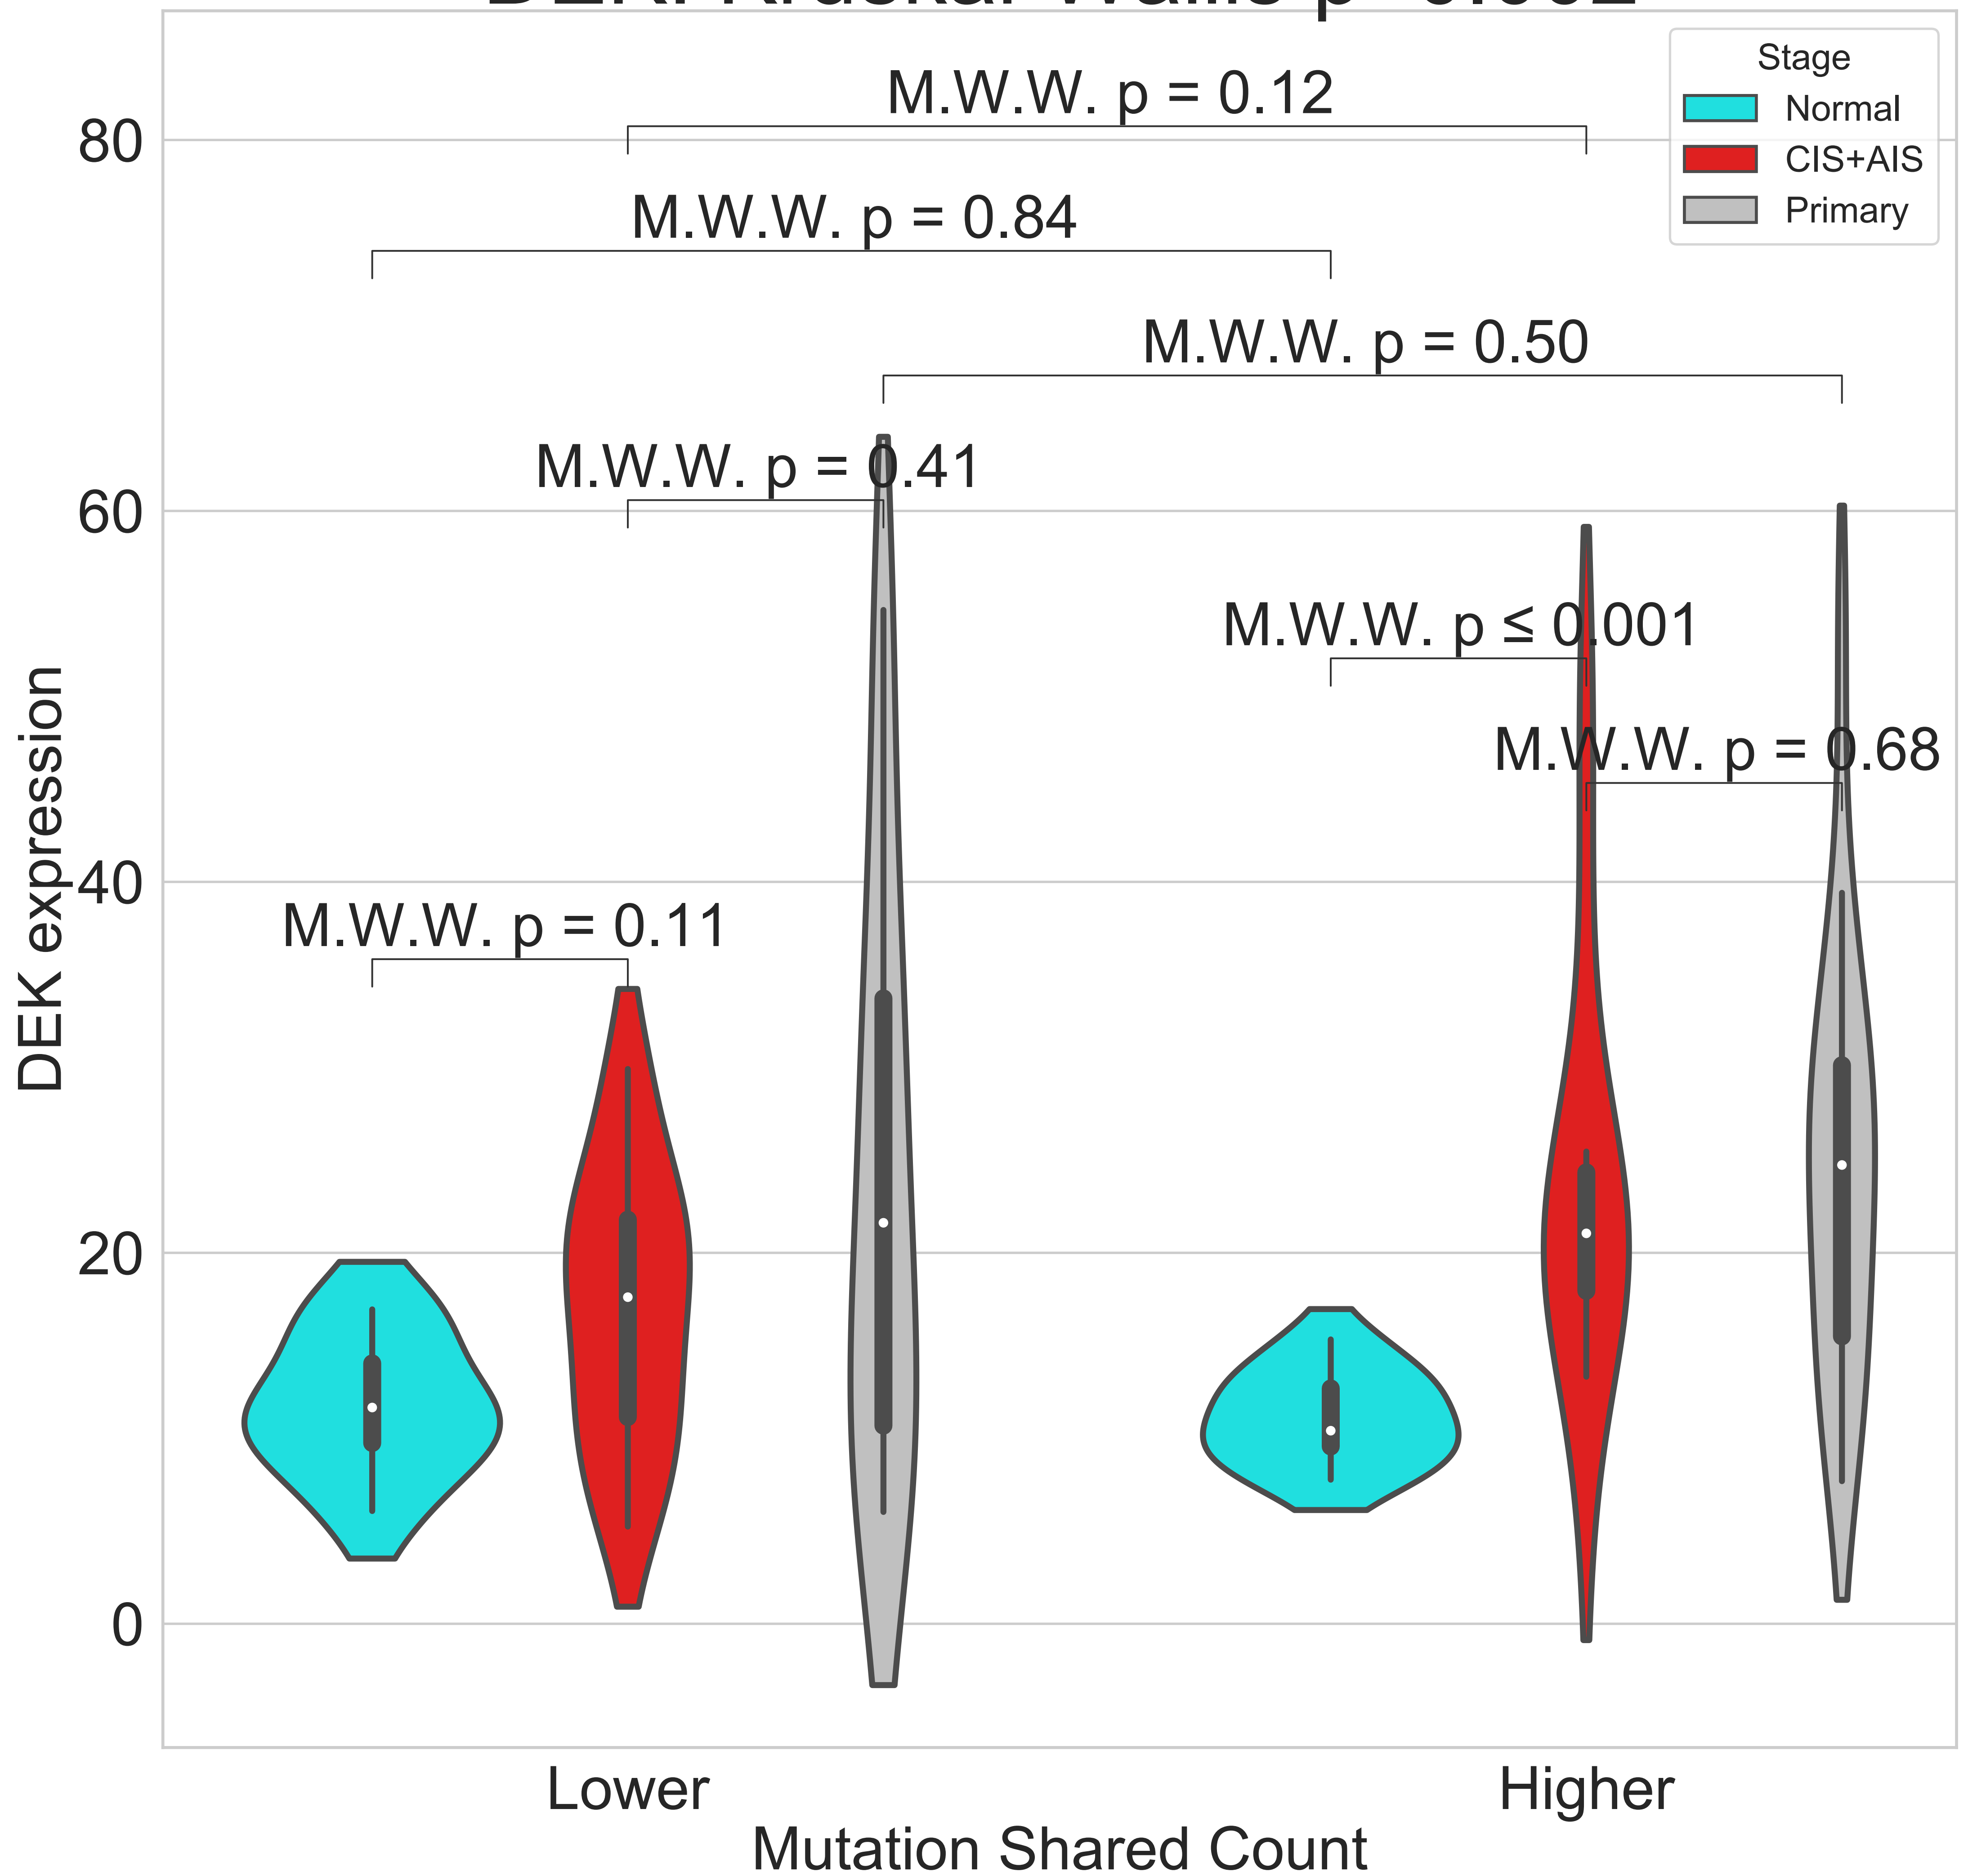 Stage
Normal
CIS+AIS
Primary
M.W.W. p = 0.12
M.W.W. p = 0.84
M.W.W. p = 0.50
M.W.W. p = 0.41
M.W.W. p ≤ 0.001
M.W.W. p = 0.68
M.W.W. p = 0.11
80
60
40
20
0
DEK expression
Lower
Higher
Mutation Shared Count